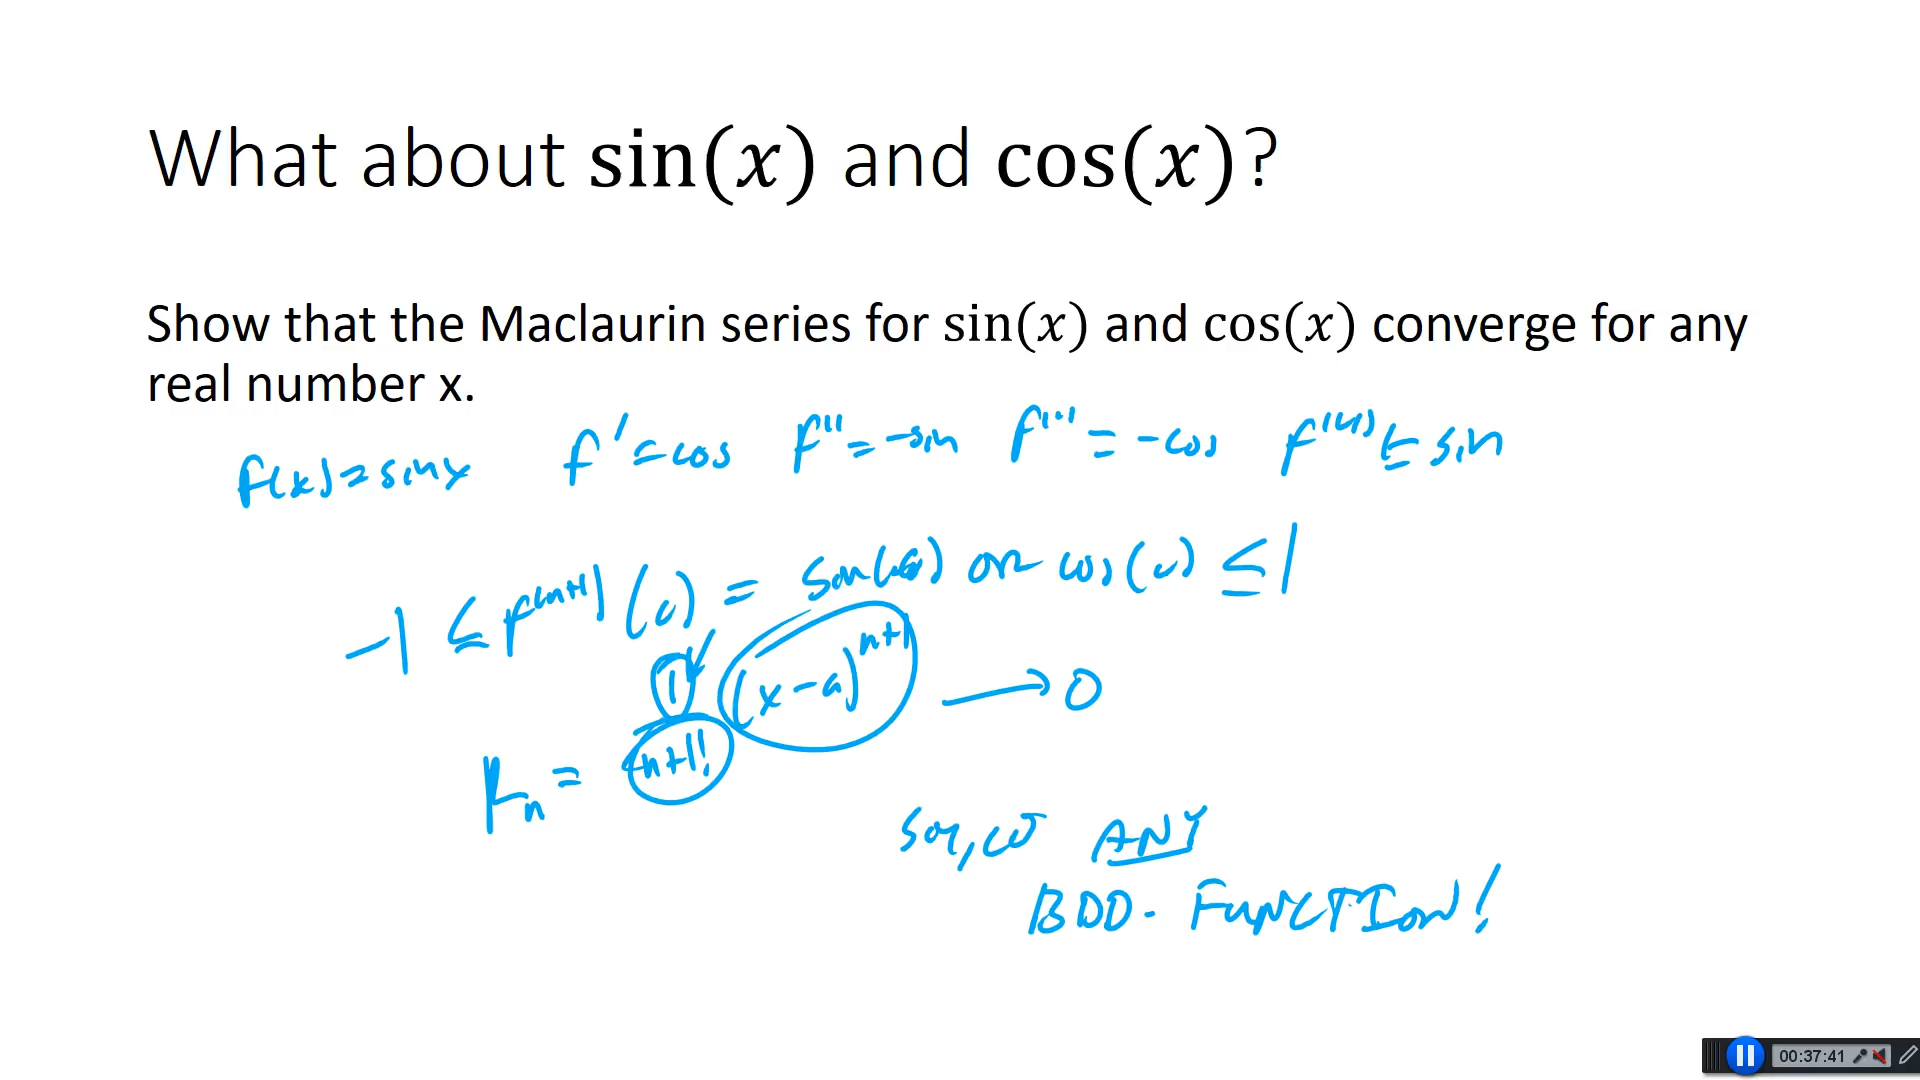 What about sin(x) and cos(x)?
Show that the Maclaurin series for sin(x) and cos(x) converge for any
real number x.
f(x)=sinx f'=cos f''=-sin f'''=-cos f^(4)=sin
-1 ≤ f^(n+1)(c) = sin(c) or cos(c) ≤ 1
1 (x-a)^n+1 → 0
R_n = n+1!
ANY
BDD. FUNCTION!
00:37:41